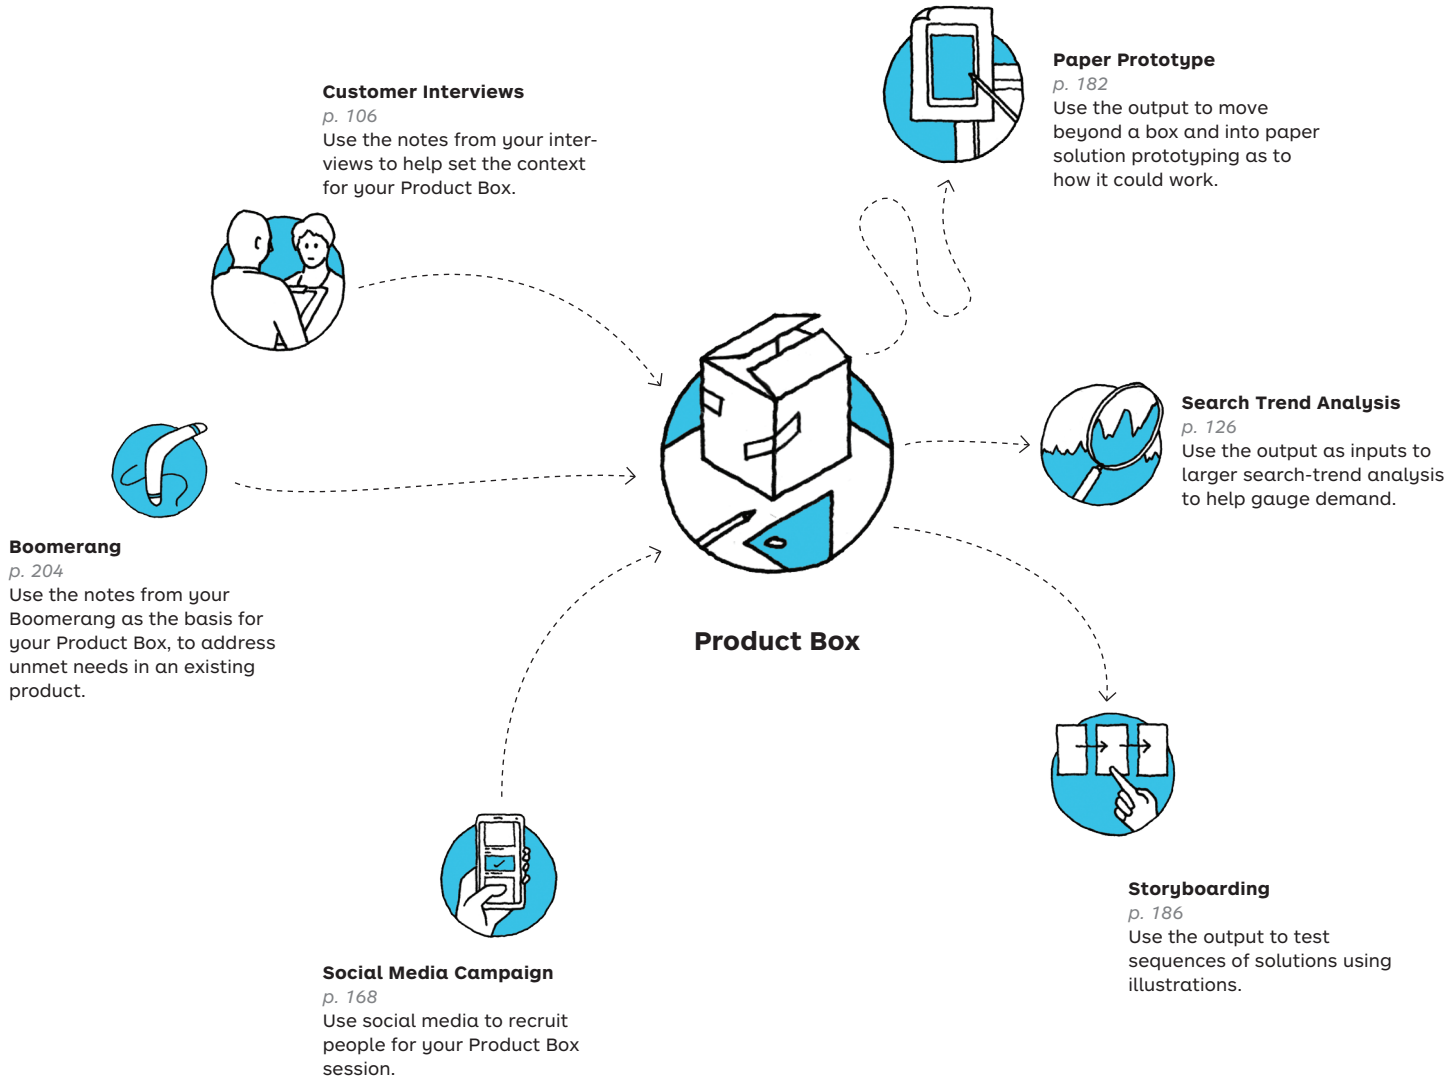 Customer Interviews
p. 106
Use the notes from your inter-
views to help set the context
for your Product Box.
Paper Prototype
p. 182
Use the output to move
beyond a box and into paper
solution prototyping as to
how it could work.
Search Trend Analysis
p. 126
Use the output as inputs to
larger search-trend analysis
to help gauge demand.
Boomerang
p. 204
Use the notes from your
Boomerang as the basis for
your Product Box, to address
unmet needs in an existing
product.
Product Box
Storyboarding
p. 186
Use the output to test
sequences of solutions using
illustrations.
Social Media Campaign
p. 168
Use social media to recruit
people for your Product Box
session.